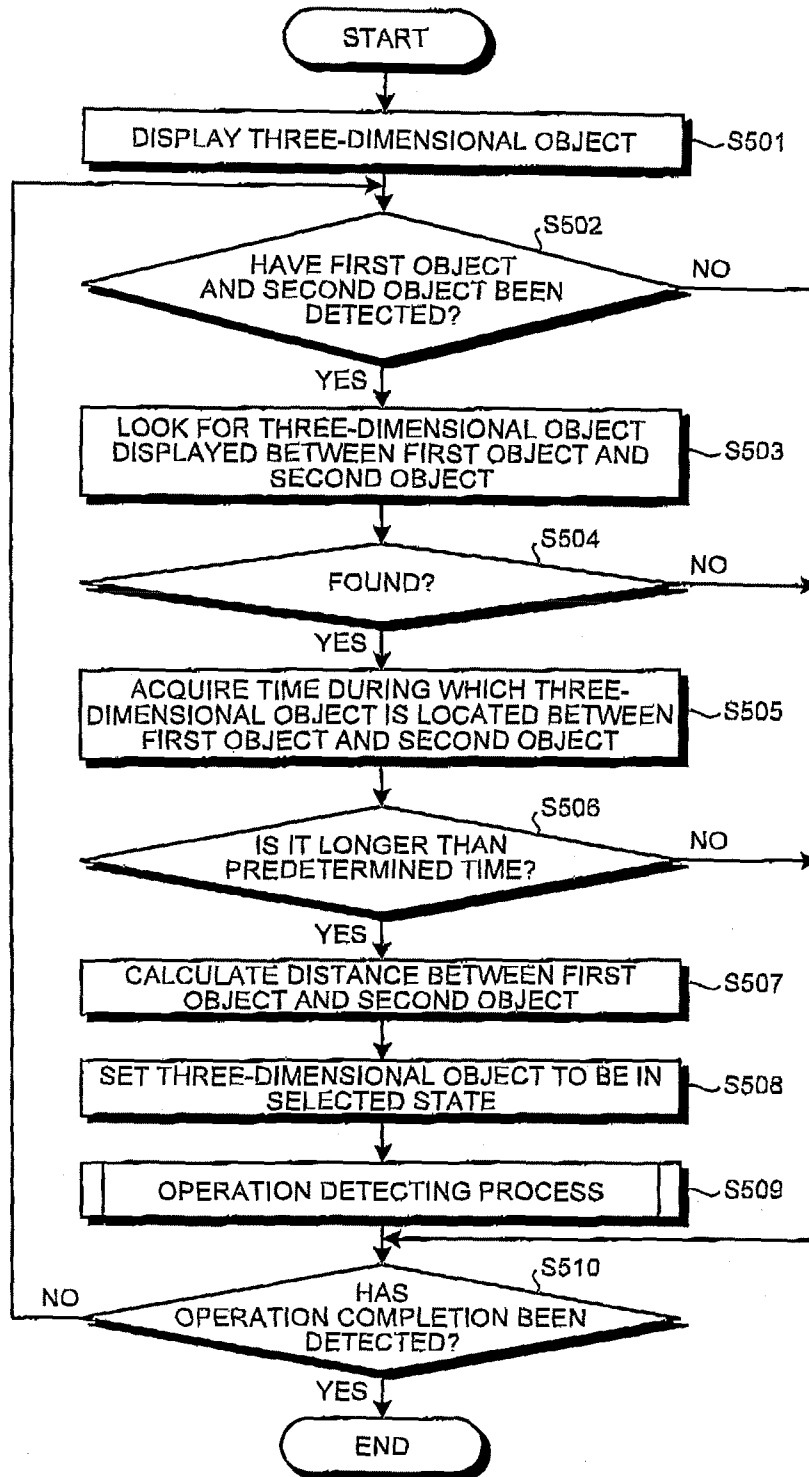 START
DISPLAY THREE-DIMENSIONAL OBJECT
S501
S502
HAVE FIRST OBJECT
AND SECOND OBJECT BEEN
DETECTED?
NO
YES
LOOK FOR THREE-DIMENSIONAL OBJECT
DISPLAYED BETWEEN FIRST OBJECT AND
SECOND OBJECT
S503
S504
FOUND?
NO
YES
ACQUIRE TIME DURING WHICH THREE-
DIMENSIONAL OBJECT IS LOCATED BETWEEN
FIRST OBJECT AND SECOND OBJECT
S505
S506
IS IT LONGER THAN
PREDETERMINED TIME?
NO
YES
CALCULATE DISTANCE BETWEEN FIRST
OBJECT AND SECOND OBJECT
S507
SET THREE-DIMENSIONAL OBJECT TO BE IN
SELECTED STATE
S508
OPERATION DETECTING PROCESS
S509
S510
NO
HAS
OPERATION COMPLETION BEEN
DETECTED?
YES
END